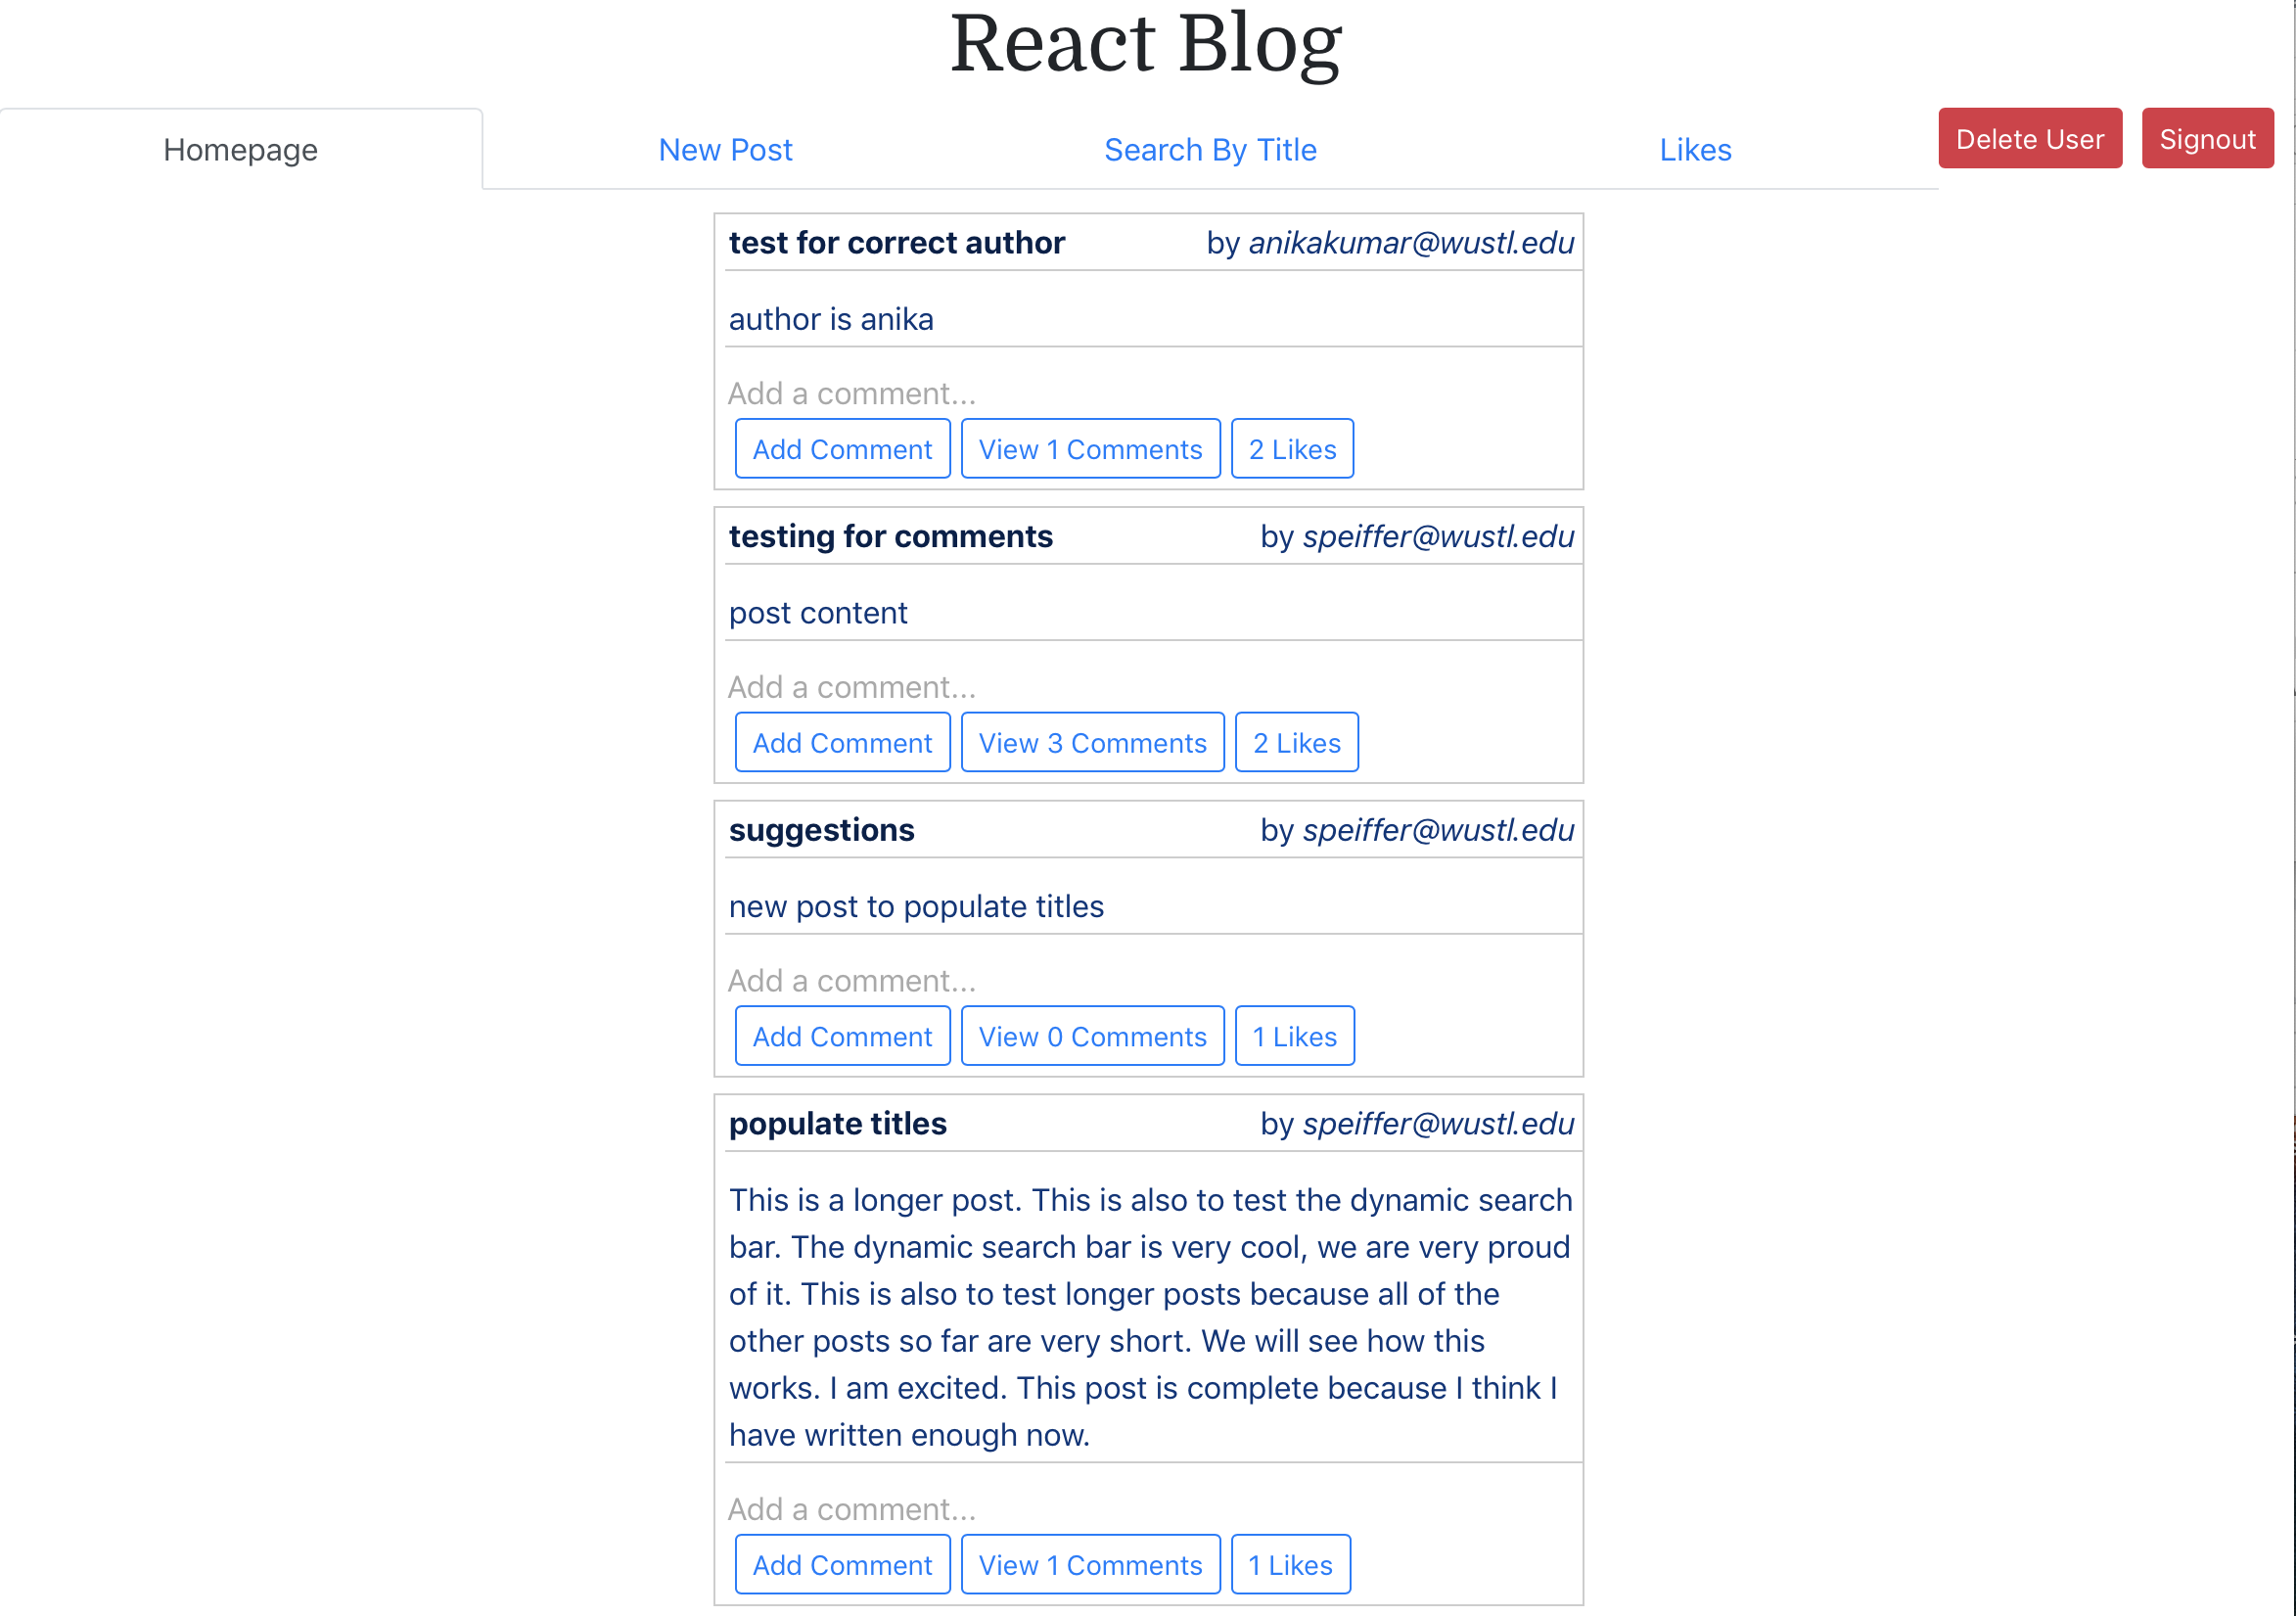 React Blog
Homepage New Post Search By Title Likes Delete User Signout
test for correct author by anikakumar@wustl.edu
author is anika
Add a comment...
Add Comment View 1 Comments 2 Likes
testing for comments by speiffer@wustl.edu
post content
Add a comment...
Add Comment View 3 Comments 2 Likes
suggestions by speiffer@wustl.edu
new post to populate titles
Add a comment...
Add Comment View 0 Comments 1 Likes
populate titles by speiffer@wustl.edu
This is a longer post. This is also to test the dynamic search
bar. The dynamic search bar is very cool, we are very proud
of it. This is also to test longer posts because all of the
other posts so far are very short. We will see how this
works. I am excited. This post is complete because I think I
have written enough now.
Add a comment...
Add Comment View 1 Comments 1 Likes